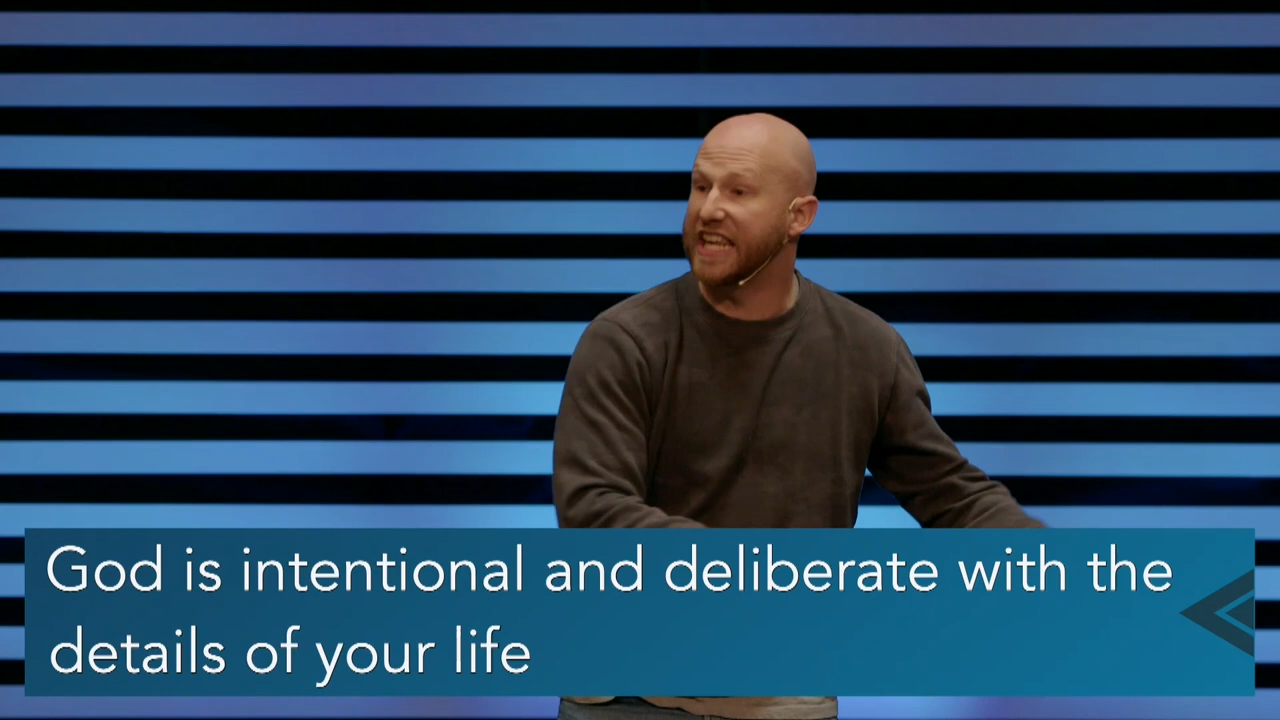 God is intentional and deliberate with the
details of your life